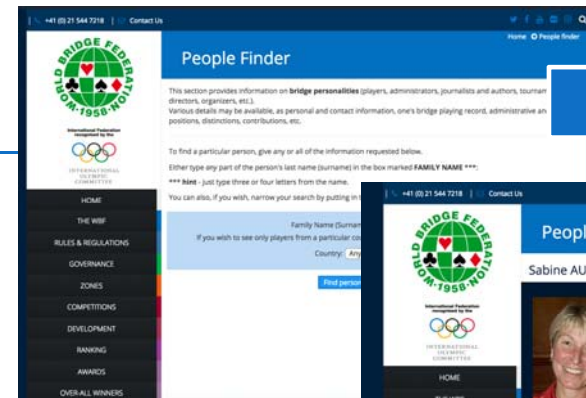 +41 (0) 21 544 7218 | Contact Us
Home People finder
WORLD BRIDGE FEDERATION
·1958·
International Federation
recognised by the
INTERNATIONAL
OLYMPIC
COMMITTEE
People Finder
This section provides information on bridge personalities (players, administrators, journalists and authors, tournam
directors, organizers, etc.).
Various details may be available, as personal and contact information, one's bridge playing record, administrative an
positions, distinctions, contributions, etc.
To find a particular person, give any or all of the information requested below.
Either type any part of the person's last name (surname) in the box marked FAMILY NAME ***:
*** hint - just type three or four letters from the name.
You can also, if you wish, narrow your search by putting in t
Family Name (Surnam
If you wish to see only players from a particular co
Country: Any
Find person
HOME
THE WBF
RULES & REGULATIONS
GOVERNANCE
ZONES
COMPETITIONS
DEVELOPMENT
RANKING
AWARDS
OVER-ALL WINNERS
+41 (0) 21 544 7218 | Contact Us
WORLD BRIDGE FEDERATION
·1958·
International Federation
recognised by the
INTERNATIONAL
OLYMPIC
COMMITTEE
HOME
Peopl
Sabine AU